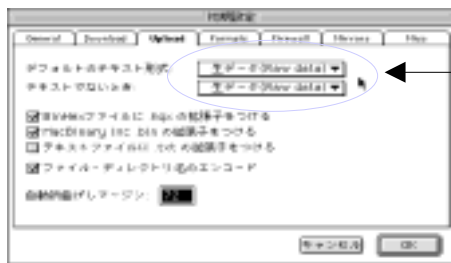 初期設定
General Download Upload Formats Firewall Mirrors Misc
デフォルトのテキスト形式: 生データ(Raw data)
テキストでないとき: 生データ(Raw data)
BinHexファイルに .hqx の拡張子をつける
MacBinary に .bin の拡張子をつける
テキストファイルに .txt の拡張子をつける
ファイル・ディレクトリ名のエンコード
自動折曲げしマージン: 72
キャンセル OK